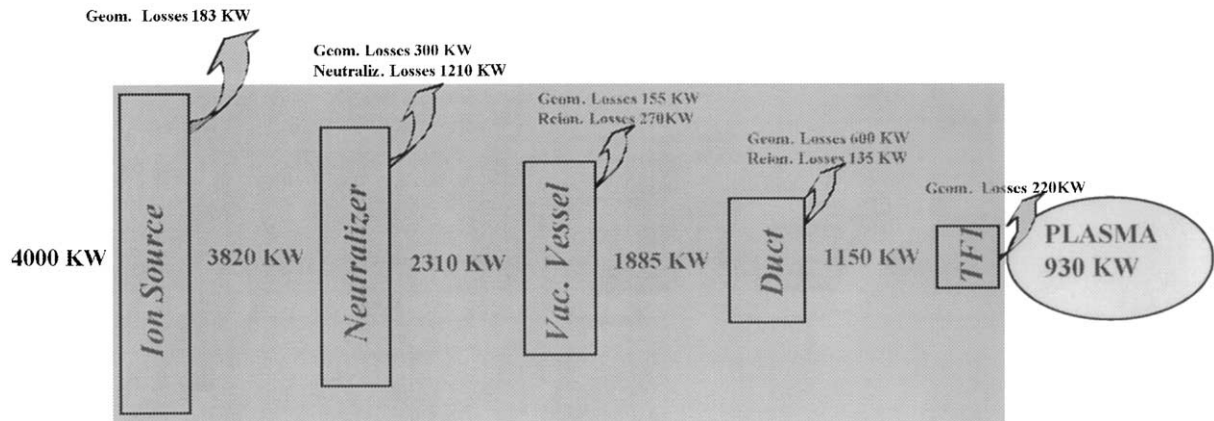 Geom. Losses 183 KW
Geom. Losses 300 KW
Neutraliz. Losses 1210 KW
Geom. Losses 155 KW
Reion. Losses 270KW
Geom. Losses 600 KW
Reion. Losses 135 KW
Geom. Losses 220KW
4000 KW
Ion Source
3820 KW
Neutralizer
2310 KW
Vac. Vessel
1885 KW
Duct
1150 KW
TF1
PLASMA
930 KW